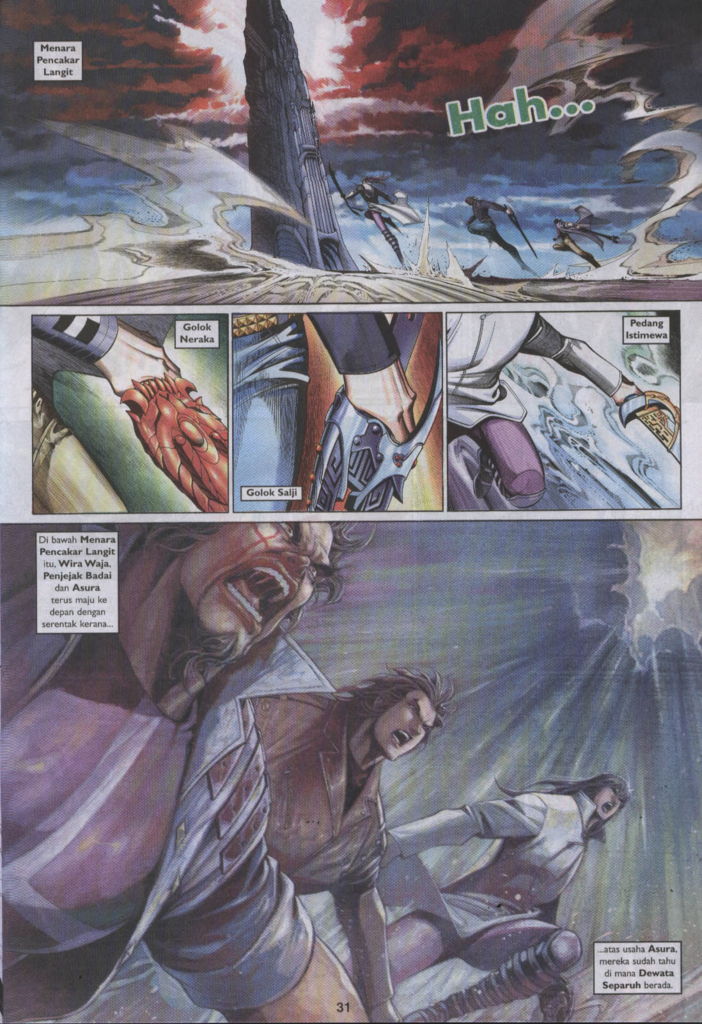 Menara
Pencakar
Langit
Hah...
Golok
Neraka
Golok Salji
Pedang
Istimewa
Di bawah Menara
Pencakar Langit
itu, Wira Waja,
Penjejak Badai
dan Asura
terus maju ke
depan dengan
serentak kerana...
...atas usaha Asura,
mereka sudah tahu
di mana Dewata
Separuh berada.
31